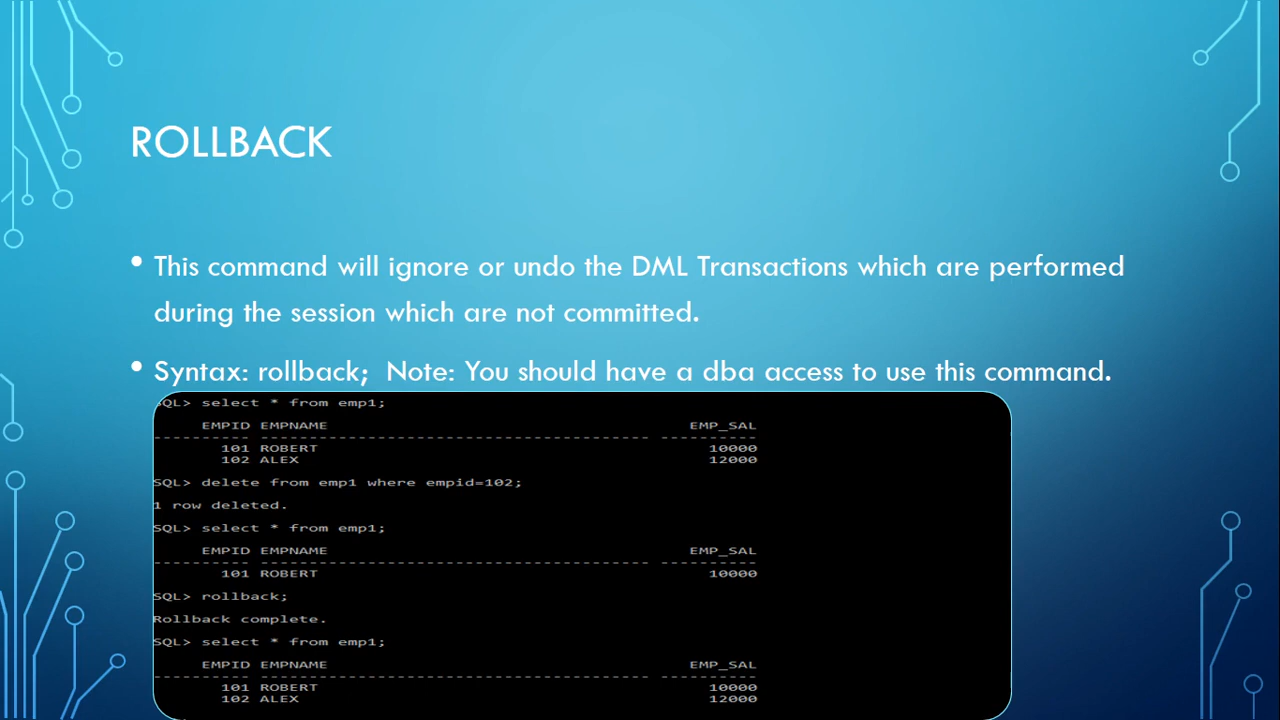 ROLLBACK
• This command will ignore or undo the DML Transactions which are performed
during the session which are not committed.
• Syntax: rollback;  Note: You should have a dba access to use this command.
SQL> select * from emp1;
EMPID EMPNAME EMP_SAL
---------- ---------------------------------------- ----------
101 ROBERT 10000
102 ALEX 12000
SQL> delete from emp1 where empid=102;
1 row deleted.
SQL> select * from emp1;
EMPID EMPNAME EMP_SAL
---------- ---------------------------------------- ----------
101 ROBERT 10000
SQL> rollback;
Rollback complete.
SQL> select * from emp1;
EMPID EMPNAME EMP_SAL
---------- ---------------------------------------- ----------
101 ROBERT 10000
102 ALEX 12000